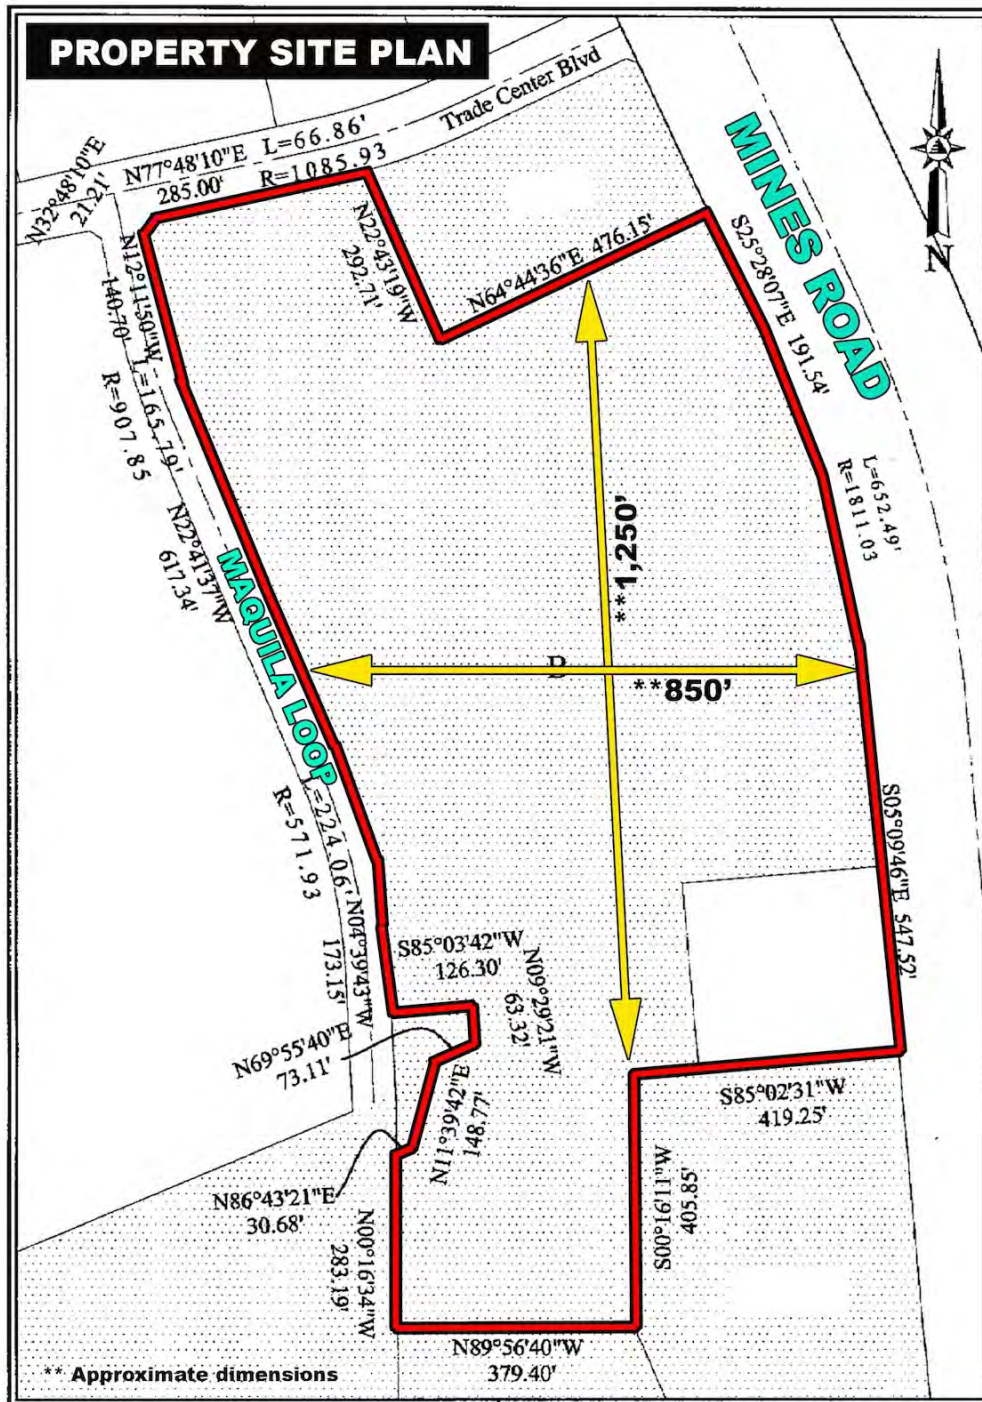 PROPERTY SITE PLAN
Trade Center Blvd
N77°48'10"E L=66.86'
285.00' R=1085.93
N32°48'10"E
21.21'
N12°11'50"W
140.70'
L=165.79'
R=907.85
N22°43'19"W
292.71'
N64°44'36"E 476.15'
MINES ROAD
S25°28'07"E 191.54'
N
L=652.49'
R=1811.03
**1,250'
B
**850'
N22°41'37"W
617.34'
MAQUILA LOOP
L=224.06'
R=571.93
N04°39'43"W
173.15'
S05°09'46"E 547.52'
S85°03'42"W
126.30'
N09°29'21"W
63.32'
N69°55'40"E
73.11'
N11°39'42"E
148.77'
S85°02'31"W
419.25'
N86°43'21"E
30.68'
S00°16'11"W
405.85'
N00°16'34"W
283.19'
N89°56'40"W
379.40'
** Approximate dimensions